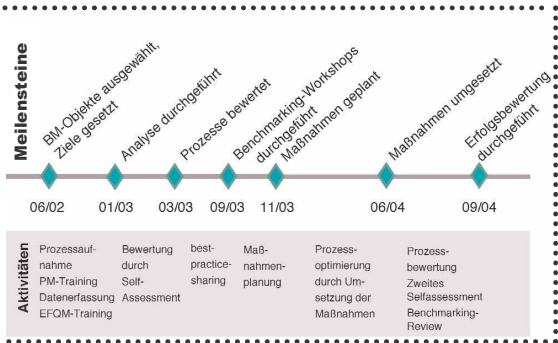 Meilensteine
BM-Objekte ausgewählt,
Ziele gesetzt
Analyse durchgeführt
Prozesse bewertet
Benchmarking-Workshops
durchgeführt
Maßnahmen geplant
Maßnahmen umgesetzt
Erfolgsbewertung
durchgeführt
06/02
01/03
03/03
09/03
11/03
06/04
09/04
Aktivitäten
Prozessauf-
nahme
PM-Training
Datenerfassung
EFQM-Training
Bewertung
durch
Self-
Assessment
best-
practice-
sharing
Maß-
nahmen-
planung
Prozess-
optimierung
durch Um-
setzung der
Maßnahmen
Prozess-
bewertung
Zweites
Selfassessment
Benchmarking-
Review